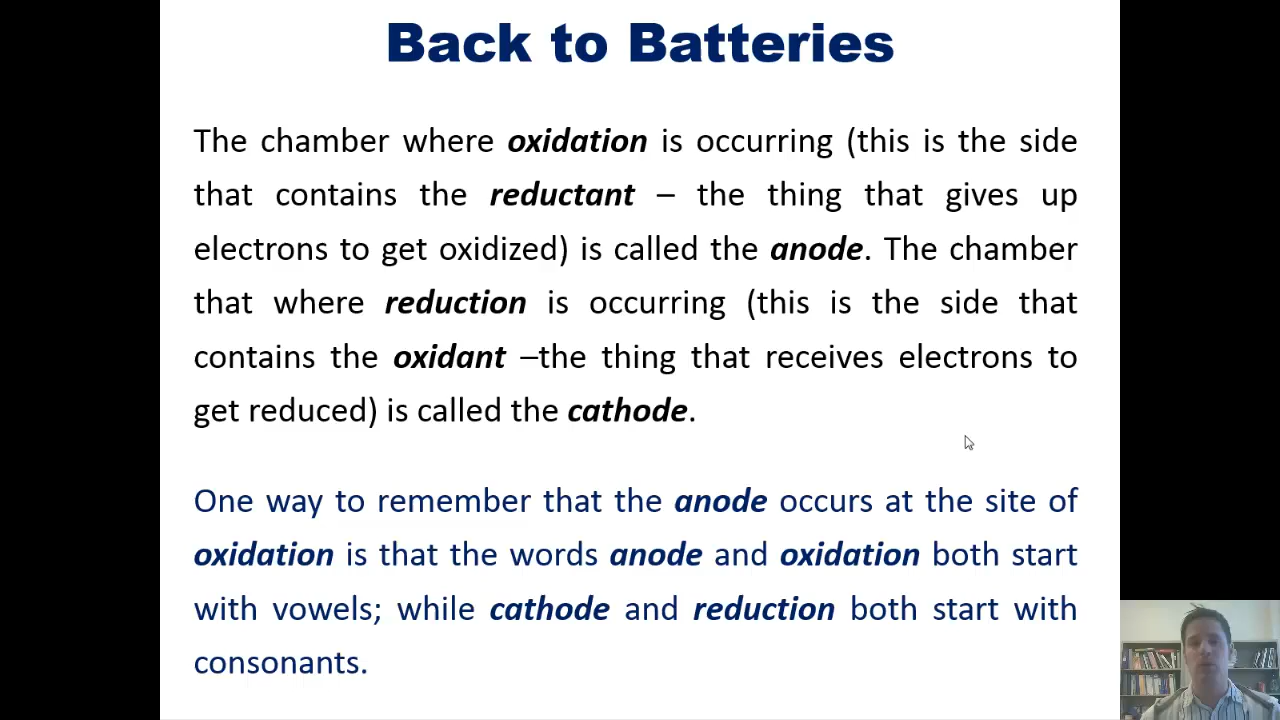 Back to Batteries
The chamber where oxidation is occurring (this is the side
that contains the reductant – the thing that gives up
electrons to get oxidized) is called the anode. The chamber
that where reduction is occurring (this is the side that
contains the oxidant –the thing that receives electrons to
get reduced) is called the cathode.
One way to remember that the anode occurs at the site of
oxidation is that the words anode and oxidation both start
with vowels; while cathode and reduction both start with
consonants.